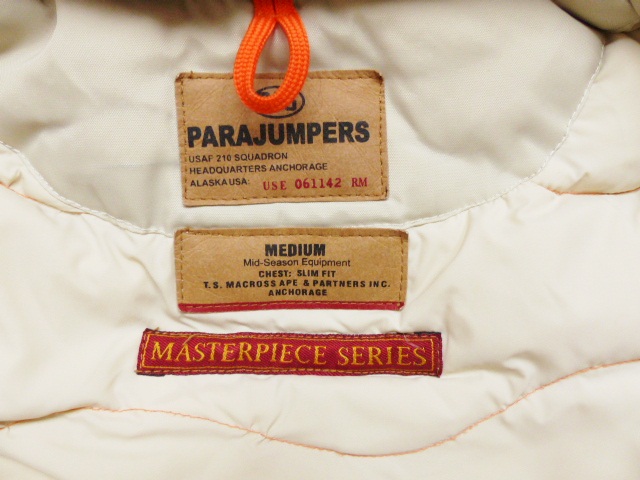 PARAJUMPERS
USAF 210 SQUADRON
HEADQUARTERS ANCHORAGE
ALASKA USA: USE 061142 RM
MEDIUM
Mid-Season Equipment
CHEST: SLIM FIT
T.S. MACROSS APE & PARTNERS INC.
ANCHORAGE
MASTERPIECE SERIES